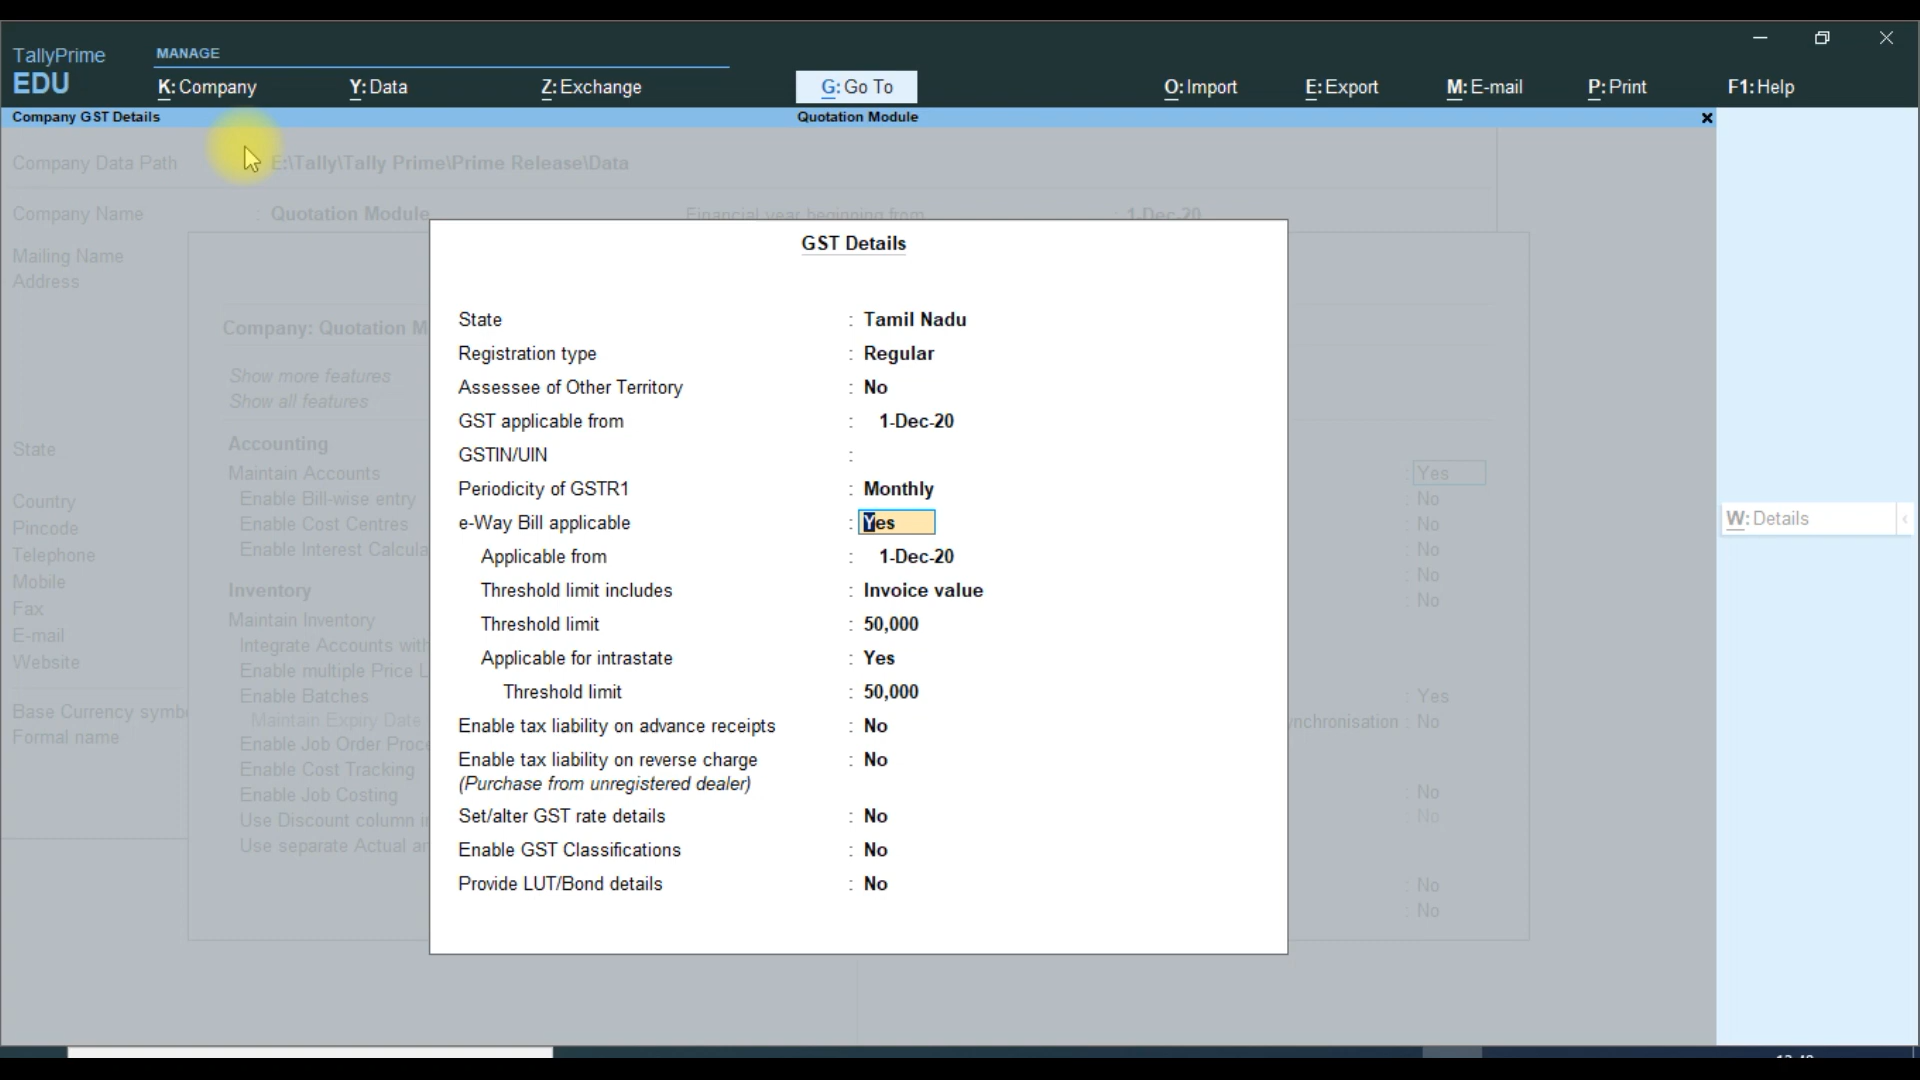 TallyPrime
EDU
MANAGE
K: Company
Y: Data
Z: Exchange
G: Go To
O: Import
E: Export
M: E-mail
P: Print
F1: Help
Company GST Details
Quotation Module
Company Data Path
E:\Tally\Tally Prime\Prime Release\Data
Company Name : Quotation Module
Financial year beginning from : 1-Dec-20
Mailing Name
Address
State
Country
Pincode
Telephone
Mobile
Fax
E-mail
Website
Base Currency symb
Formal name
Company: Quotation M
Show more features
Show all features
Accounting
Maintain Accounts
Enable Bill-wise entry
Enable Cost Centres
Enable Interest Calcula
Inventory
Maintain Inventory
Integrate Accounts with
Enable multiple Price L
Enable Batches
Maintain Expiry Date
Enable Job Order Proce
Enable Cost Tracking
Enable Job Costing
Use Discount column i
Use separate Actual an
GST Details
State : Tamil Nadu
Registration type : Regular
Assessee of Other Territory : No
GST applicable from : 1-Dec-20
GSTIN/UIN :
Periodicity of GSTR1 : Monthly
e-Way Bill applicable : Yes
Applicable from : 1-Dec-20
Threshold limit includes : Invoice value
Threshold limit : 50,000
Applicable for intrastate : Yes
Threshold limit : 50,000
Enable tax liability on advance receipts : No
Enable tax liability on reverse charge : No
(Purchase from unregistered dealer)
Set/alter GST rate details : No
Enable GST Classifications : No
Provide LUT/Bond details : No
: Yes
: No
: No
: No
: No
: No
: Yes
ynchronisation : No
: No
: No
: No
: No
W: Details